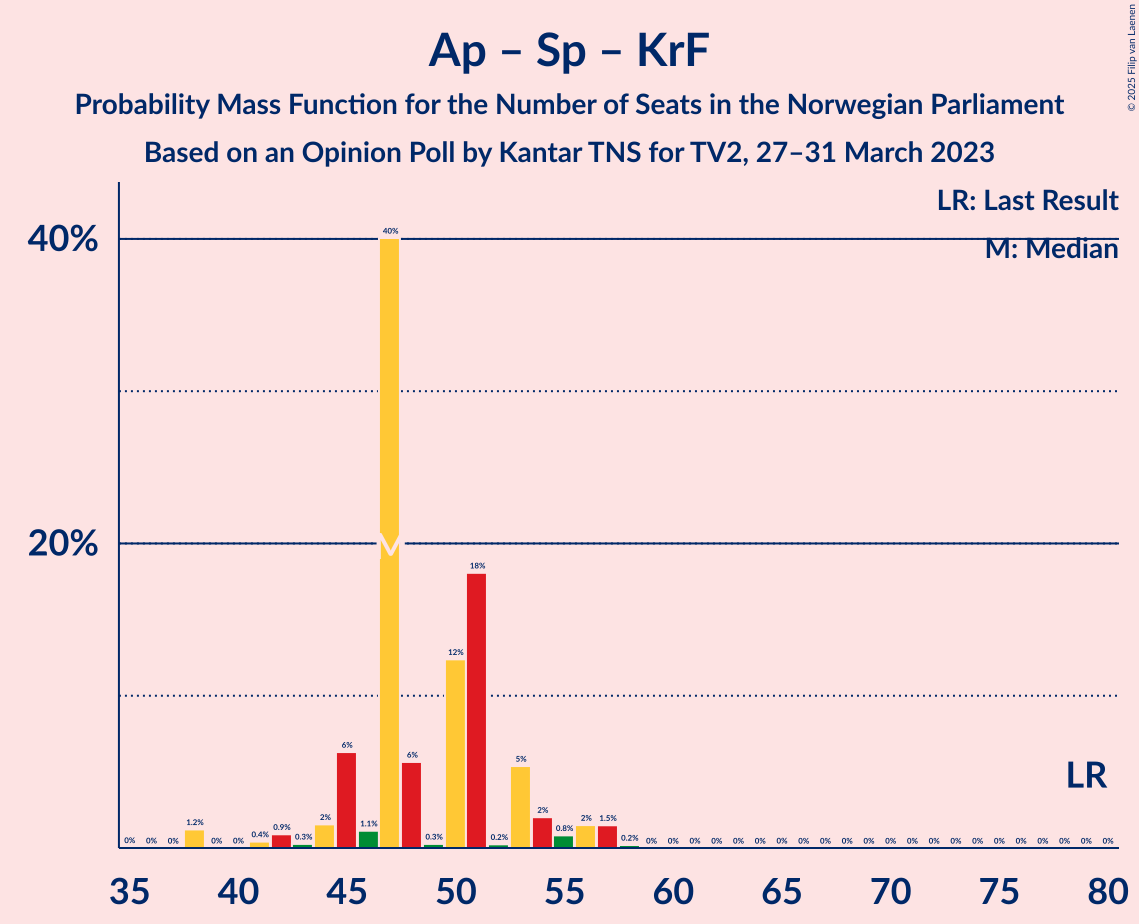 Ap – Sp – KrF
Probability Mass Function for the Number of Seats in the Norwegian Parliament
Based on an Opinion Poll by Kantar TNS for TV2, 27–31 March 2023
© 2025 Filip van Laenen
LR: Last Result
M: Median
40%
20%
0% 0% 0% 1.2% 0% 0% 0.4% 0.9% 0.3% 2% 6% 1.1% 40% 6% 0.3% 12% 18% 0.2% 5% 2% 0.8% 2% 1.5% 0.2% 0% 0% 0% 0% 0% 0% 0% 0% 0% 0% 0% 0% 0% 0% 0% 0% 0% 0% 0% 0% 0% 0%
M
LR
35 40 45 50 55 60 65 70 75 80